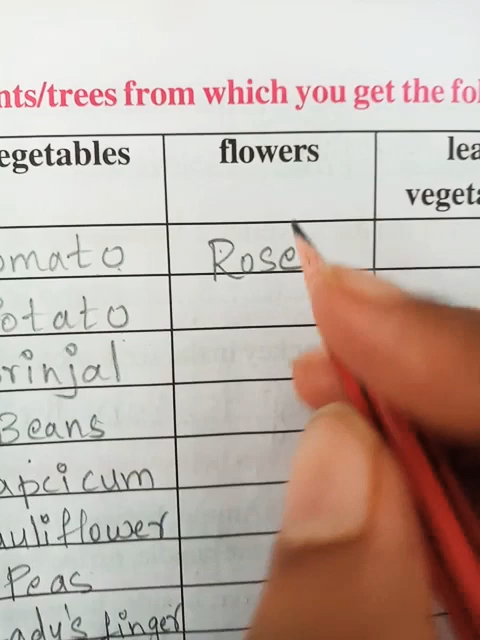 nts/trees from which you get the fol
egetables flowers lea
vegeta
omato Rose
otato
rinjal
Beans
apcicum
auliflower
Peas
ady's finger